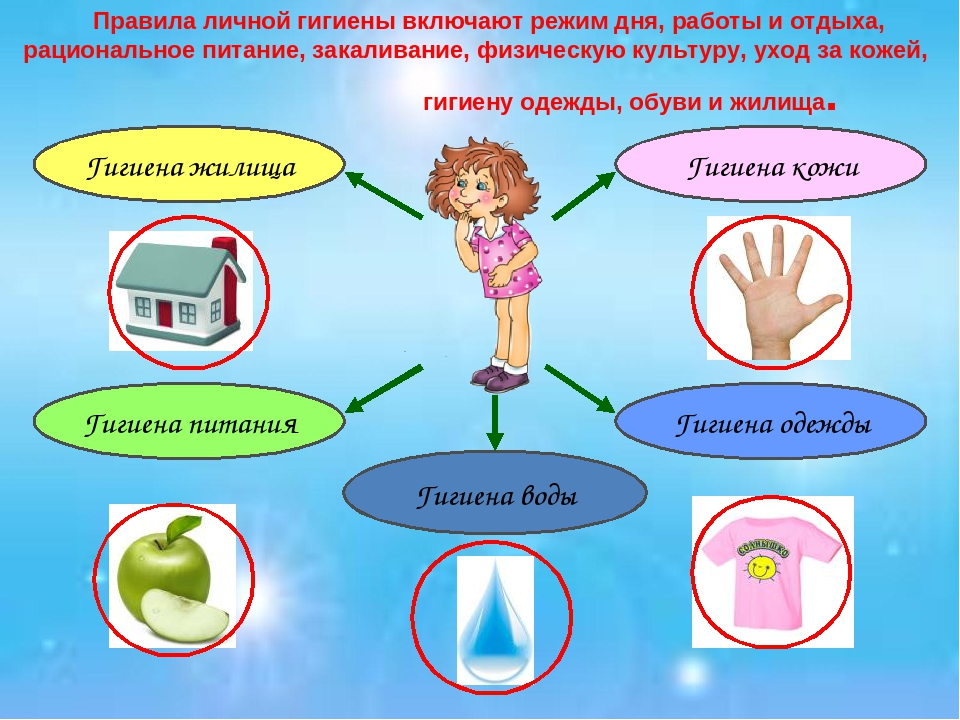 Правила личной гигиены включают режим дня, работы и отдыха,
рациональное питание, закаливание, физическую культуру, уход за кожей,
гигиену одежды, обуви и жилища.
Гигиена жилища
Гигиена кожи
Гигиена питания
Гигиена одежды
Гигиена воды
СОЛНЫШКО